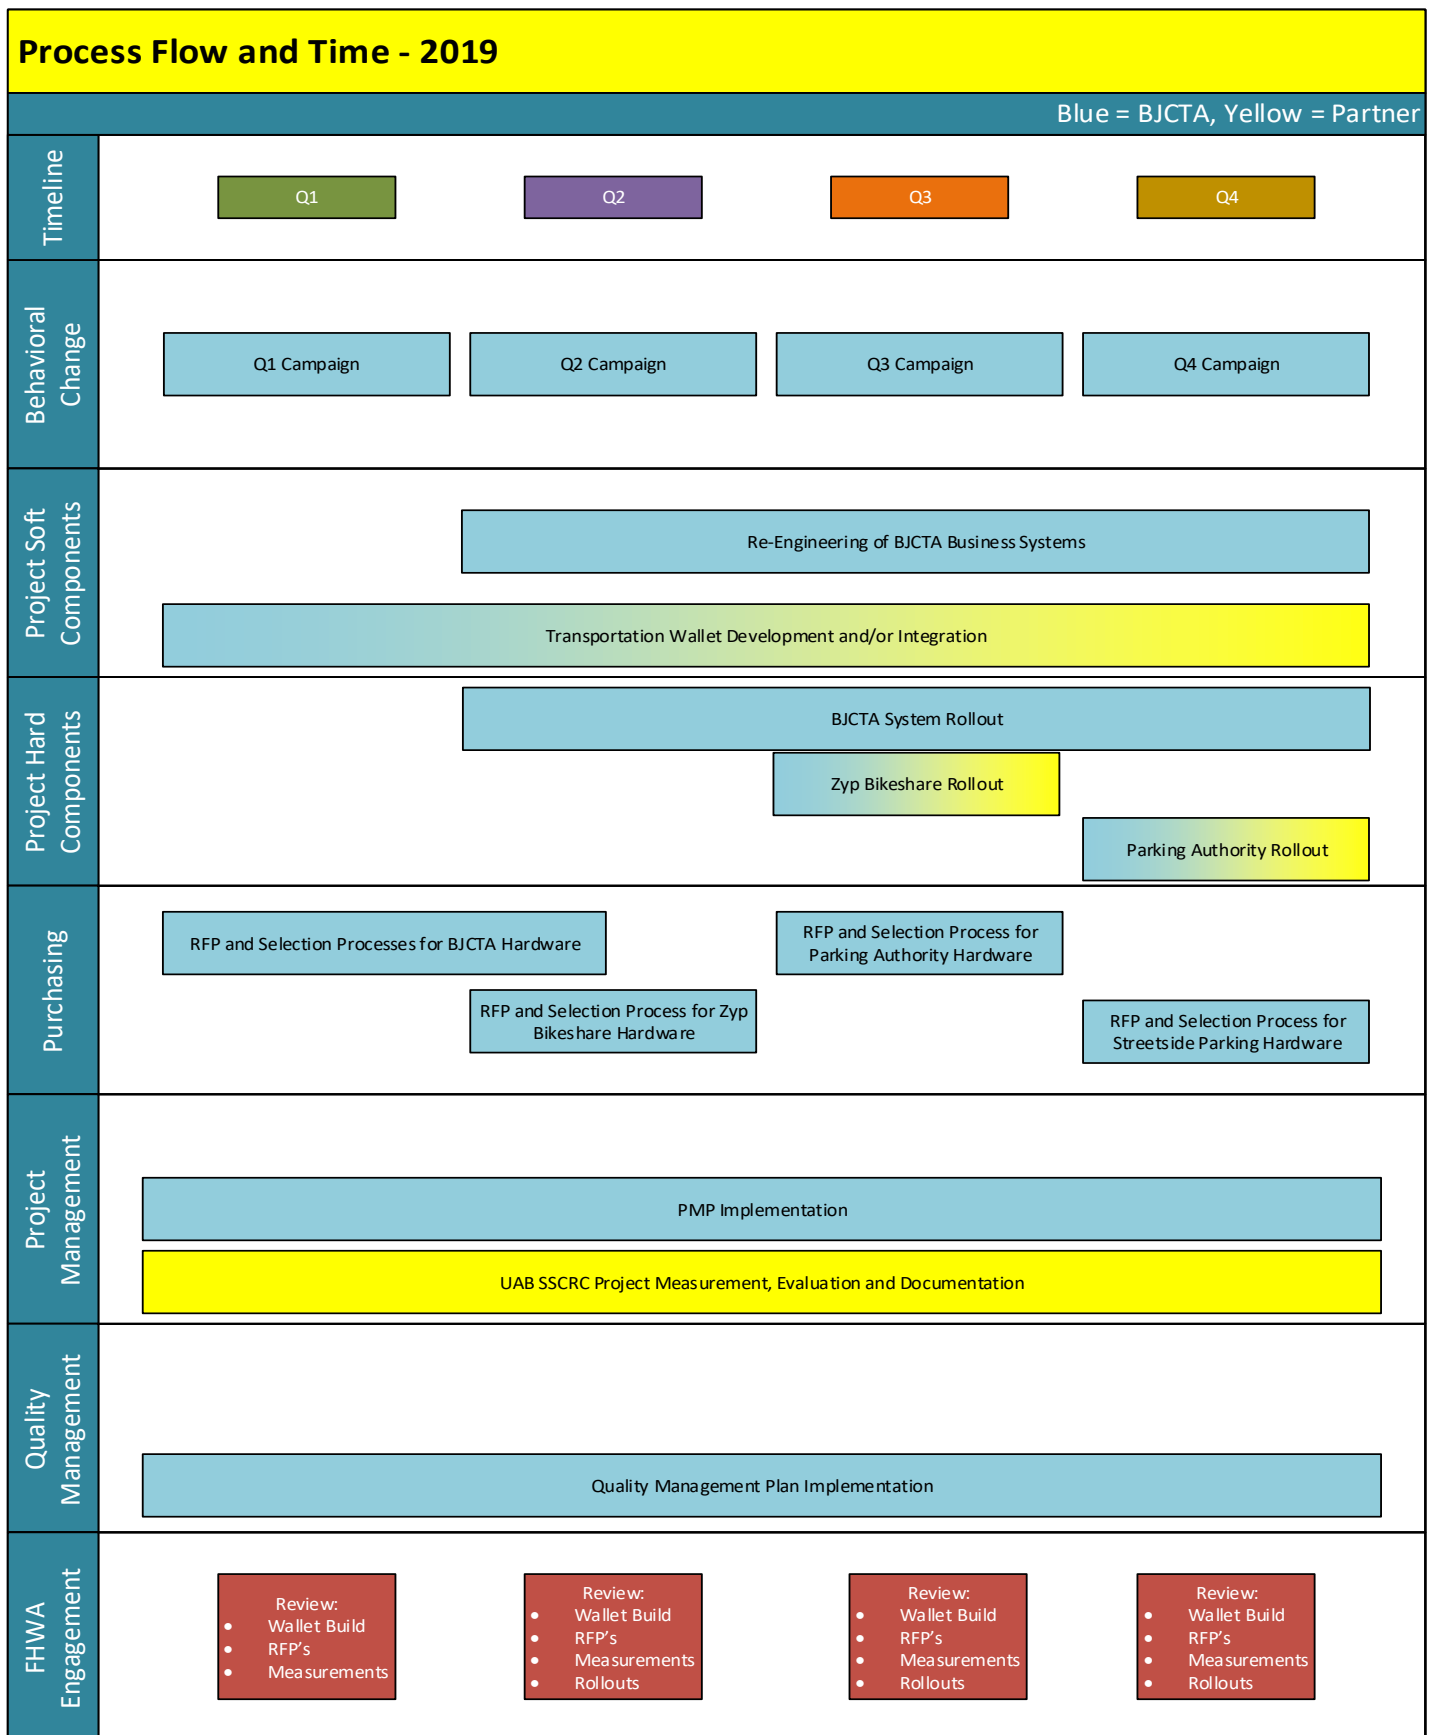 Process Flow and Time - 2019
Blue = BJCTA, Yellow = Partner
Timeline
Q1
Q2
Q3
Q4
Behavioral
Change
Q1 Campaign
Q2 Campaign
Q3 Campaign
Q4 Campaign
Project Soft
Components
Re-Engineering of BJCTA Business Systems
Transportation Wallet Development and/or Integration
Project Hard
Components
BJCTA System Rollout
Zyp Bikeshare Rollout
Parking Authority Rollout
Purchasing
RFP and Selection Processes for BJCTA Hardware
RFP and Selection Process for
Parking Authority Hardware
RFP and Selection Process for Zyp
Bikeshare Hardware
RFP and Selection Process for
Streetside Parking Hardware
Project
Management
PMP Implementation
UAB SSCRC Project Measurement, Evaluation and Documentation
Quality
Management
Quality Management Plan Implementation
FHWA
Engagement
Review:
• Wallet Build
• RFP's
• Measurements
Review:
• Wallet Build
• RFP's
• Measurements
• Rollouts
Review:
• Wallet Build
• RFP's
• Measurements
• Rollouts
Review:
• Wallet Build
• RFP's
• Measurements
• Rollouts